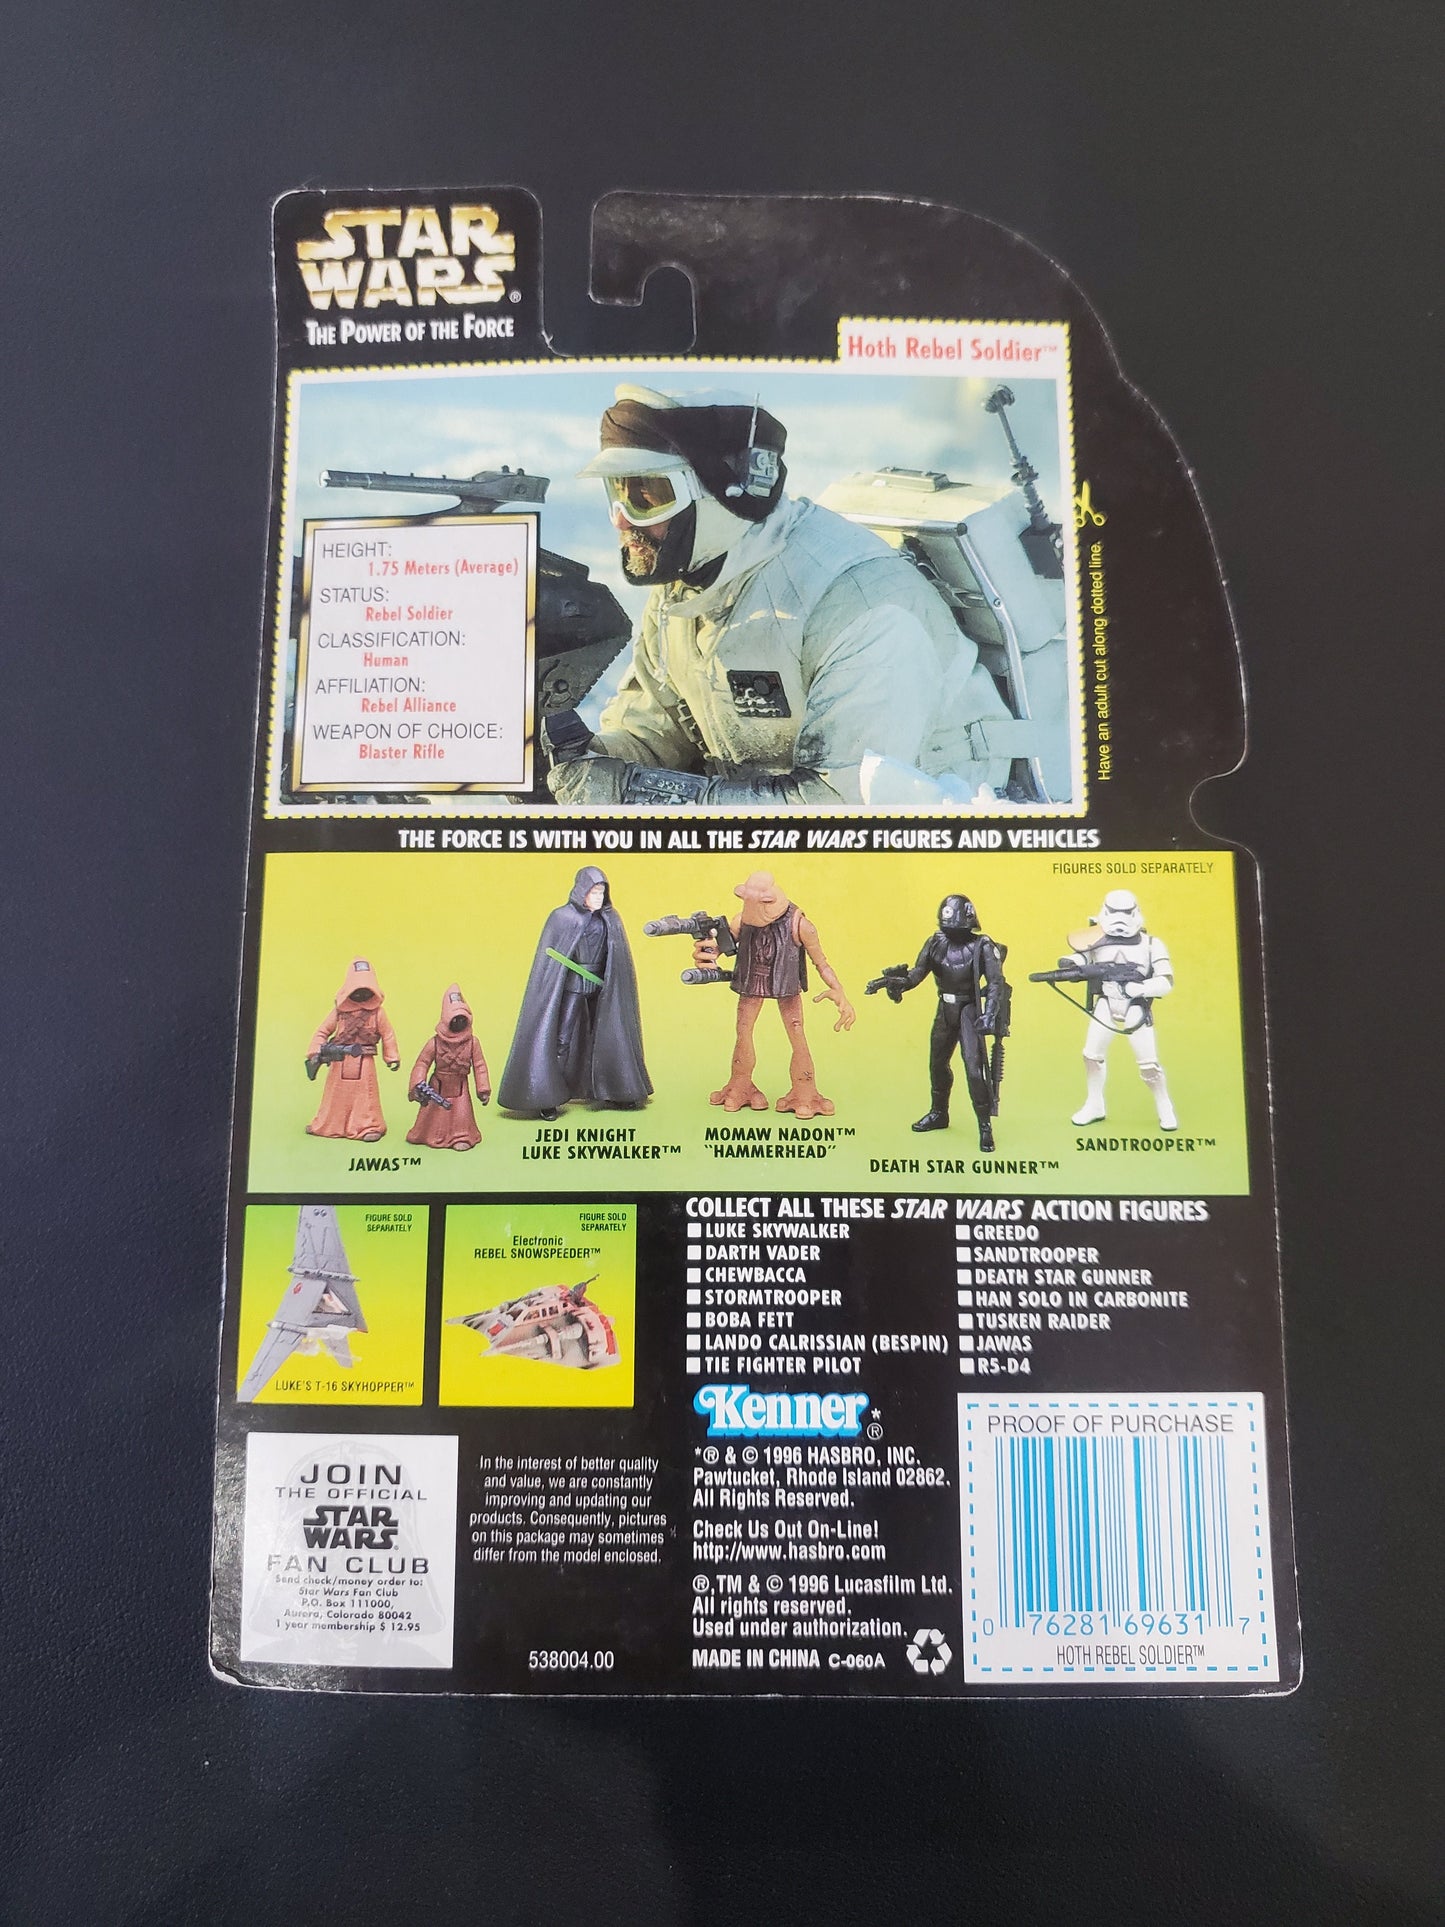 STAR
WARS®
THE POWER OF THE FORCE
Hoth Rebel Soldier™
HEIGHT:
1.75 Meters (Average)
STATUS:
Rebel Soldier
CLASSIFICATION:
Human
AFFILIATION:
Rebel Alliance
WEAPON OF CHOICE:
Blaster Rifle
Have an adult cut along dotted line.
THE FORCE IS WITH YOU IN ALL THE STAR WARS FIGURES AND VEHICLES
FIGURES SOLD SEPARATELY
JAWAS™
JEDI KNIGHT
LUKE SKYWALKER™
MOMAW NADON™
"HAMMERHEAD"
DEATH STAR GUNNER™
SANDTROOPER™
FIGURE SOLD
SEPARATELY
LUKE'S T-16 SKYHOPPER™
FIGURE SOLD
SEPARATELY
Electronic
REBEL SNOWSPEEDER™
COLLECT ALL THESE STAR WARS ACTION FIGURES
LUKE SKYWALKER
DARTH VADER
CHEWBACCA
STORMTROOPER
BOBA FETT
LANDO CALRISSIAN (BESPIN)
TIE FIGHTER PILOT
GREEDO
SANDTROOPER
DEATH STAR GUNNER
HAN SOLO IN CARBONITE
TUSKEN RAIDER
JAWAS
R5-D4
JOIN
THE OFFICIAL
STAR
WARS®
FAN CLUB
Send check/money order to:
Star Wars Fan Club
P.O. Box 111000,
Aurora, Colorado 80042
1 year membership $ 12.95
In the interest of better quality
and value, we are constantly
improving and updating our
products. Consequently, pictures
on this package may sometimes
differ from the model enclosed.
538004.00
Kenner*®
*® & © 1996 HASBRO, INC.
Pawtucket, Rhode Island 02862.
All Rights Reserved.
Check Us Out On-Line!
http://www.hasbro.com
®,TM & © 1996 Lucasfilm Ltd.
All rights reserved.
Used under authorization.
MADE IN CHINA C-060A
PROOF OF PURCHASE
0 76281 69631 7
HOTH REBEL SOLDIER™